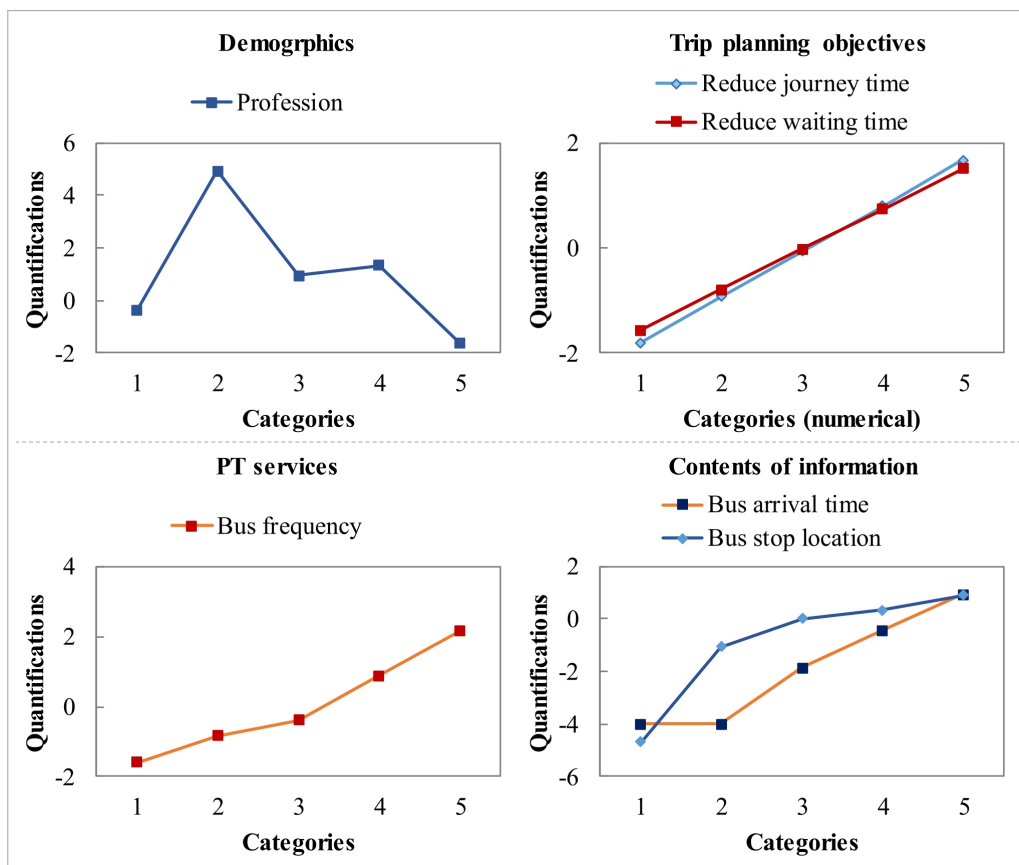 Demogrphics
Profession
6
4
2
0
-2
Quantifications
1 2 3 4 5
Categories
Trip planning objectives
Reduce journey time
Reduce waiting time
2
0
-2
Quantifications
1 2 3 4 5
Categories (numerical)
PT services
Bus frequency
4
2
0
-2
Quantifications
1 2 3 4 5
Categories
Contents of information
Bus arrival time
Bus stop location
2
0
-2
-4
-6
Quantifications
1 2 3 4 5
Categories